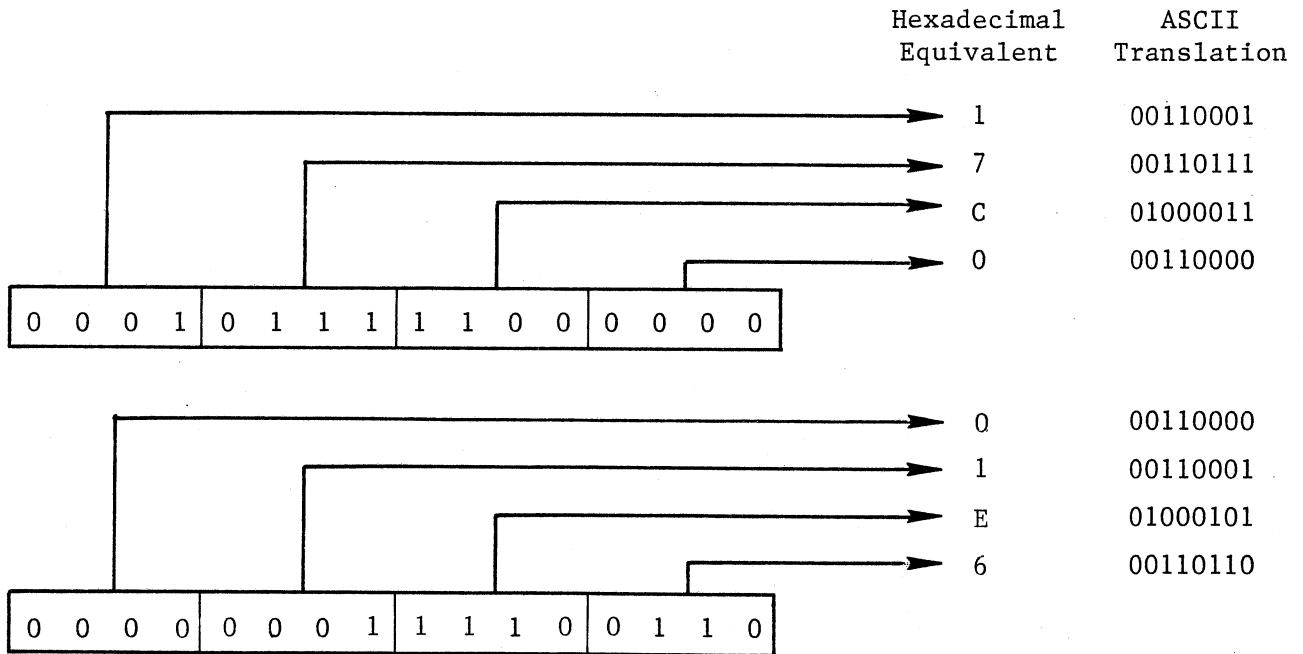 Hexadecimal ASCII
Equivalent Translation
1 00110001
7 00110111
C 01000011
0 00110000
0 0 0 1 0 1 1 1 1 1 0 0 0 0 0 0
0 00110000
1 00110001
E 01000101
6 00110110
0 0 0 0 0 0 0 1 1 1 1 0 0 1 1 0